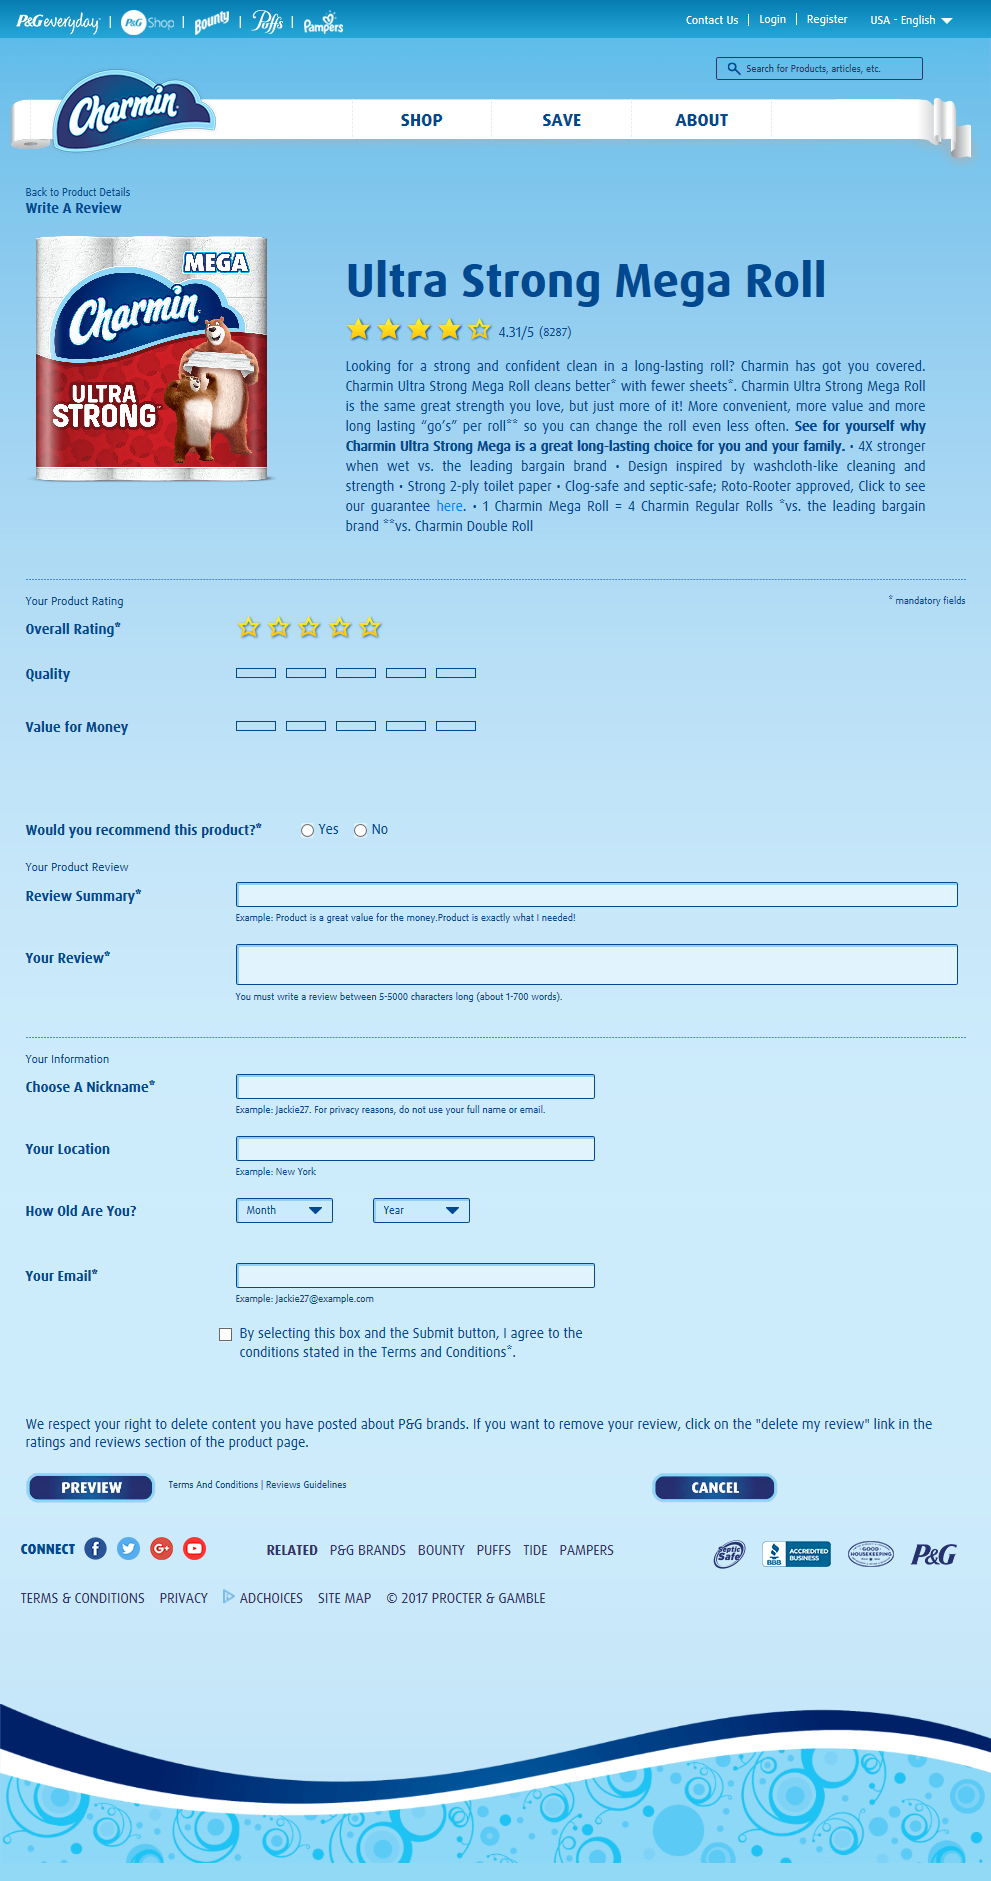 P&G everyday | P&G Shop | Bounty | Puffs | Pampers
Contact Us | Login | Register USA - English
Search for Products, articles, etc.
Charmin
SHOP SAVE ABOUT
Back to Product Details
Write A Review
MEGA
Charmin
ULTRA
STRONG
Ultra Strong Mega Roll
4.31/5 (8287)
Looking for a strong and confident clean in a long-lasting roll? Charmin has got you covered.
Charmin Ultra Strong Mega Roll cleans better* with fewer sheets*. Charmin Ultra Strong Mega Roll
is the same great strength you love, but just more of it! More convenient, more value and more
long lasting “go’s” per roll** so you can change the roll even less often. See for yourself why
Charmin Ultra Strong Mega is a great long-lasting choice for you and your family. • 4X stronger
when wet vs. the leading bargain brand • Design inspired by washcloth-like cleaning and
strength • Strong 2-ply toilet paper • Clog-safe and septic-safe; Roto-Rooter approved, Click to see
our guarantee here. • 1 Charmin Mega Roll = 4 Charmin Regular Rolls *vs. the leading bargain
brand **vs. Charmin Double Roll
Your Product Rating
* mandatory fields
Overall Rating*
Quality
Value for Money
Would you recommend this product?* Yes No
Your Product Review
Review Summary*
Example: Product is a great value for the money.Product is exactly what I needed!
Your Review*
You must write a review between 5-5000 characters long (about 1-700 words).
Your Information
Choose A Nickname*
Example: Jackie27. For privacy reasons, do not use your full name or email.
Your Location
Example: New York
How Old Are You? Month Year
Your Email*
Example: Jackie27@example.com
By selecting this box and the Submit button, I agree to the
conditions stated in the Terms and Conditions*.
We respect your right to delete content you have posted about P&G brands. If you want to remove your review, click on the "delete my review" link in the
ratings and reviews section of the product page.
PREVIEW Terms And Conditions | Reviews Guidelines CANCEL
CONNECT RELATED P&G BRANDS BOUNTY PUFFS TIDE PAMPERS
Septic Safe
BBB ACCREDITED BUSINESS
GOOD HOUSEKEEPING
P&G
TERMS & CONDITIONS PRIVACY ADCHOICES SITE MAP © 2017 PROCTER & GAMBLE